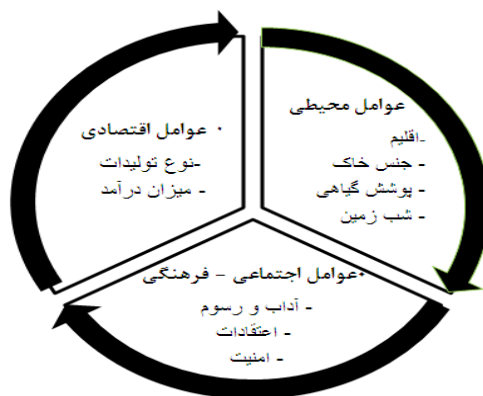 عوامل محیطی
-اقلیم
- جنس خاک
- پوشش گیاهی
- شب زمین
· عوامل اقتصادی
-نوع تولیدات
- میزان درآمد
·عوامل اجتماعی - فرهنگی
- آداب و رسوم
- اعتقادات
- امنیت